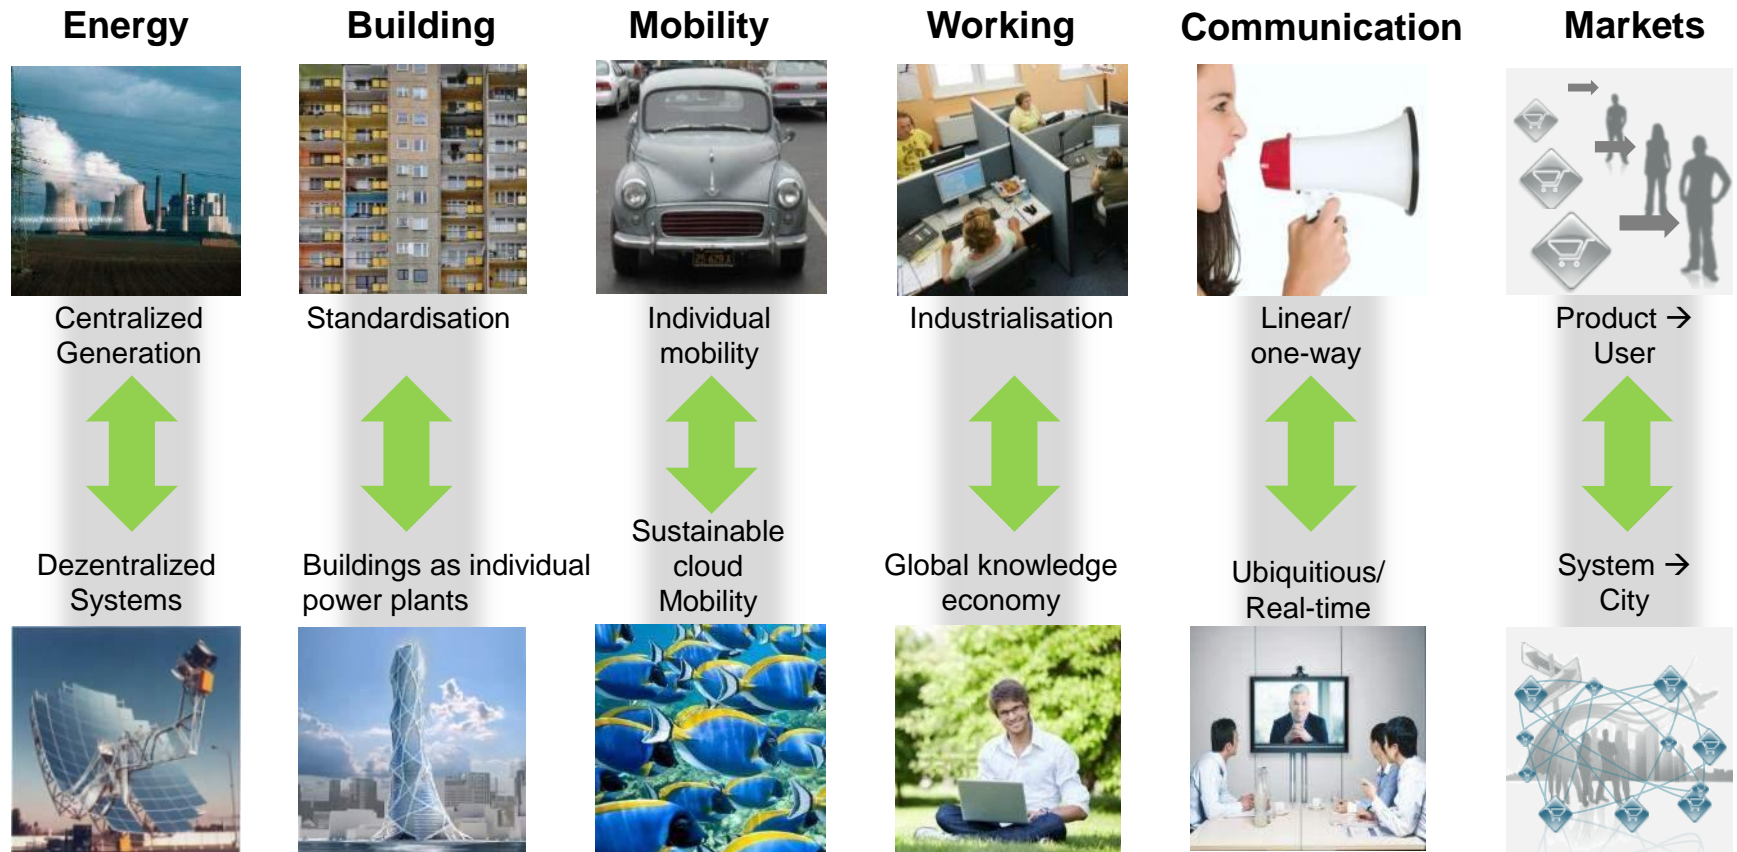 Energy
Building
Mobility
Working
Communication
Markets
Centralized
Generation
Standardisation
Individual
mobility
Industrialisation
Linear/
one-way
Product →
User
Dezentralized
Systems
Buildings as individual
power plants
Sustainable
cloud
Mobility
Global knowledge
economy
Ubiquitious/
Real-time
System →
City